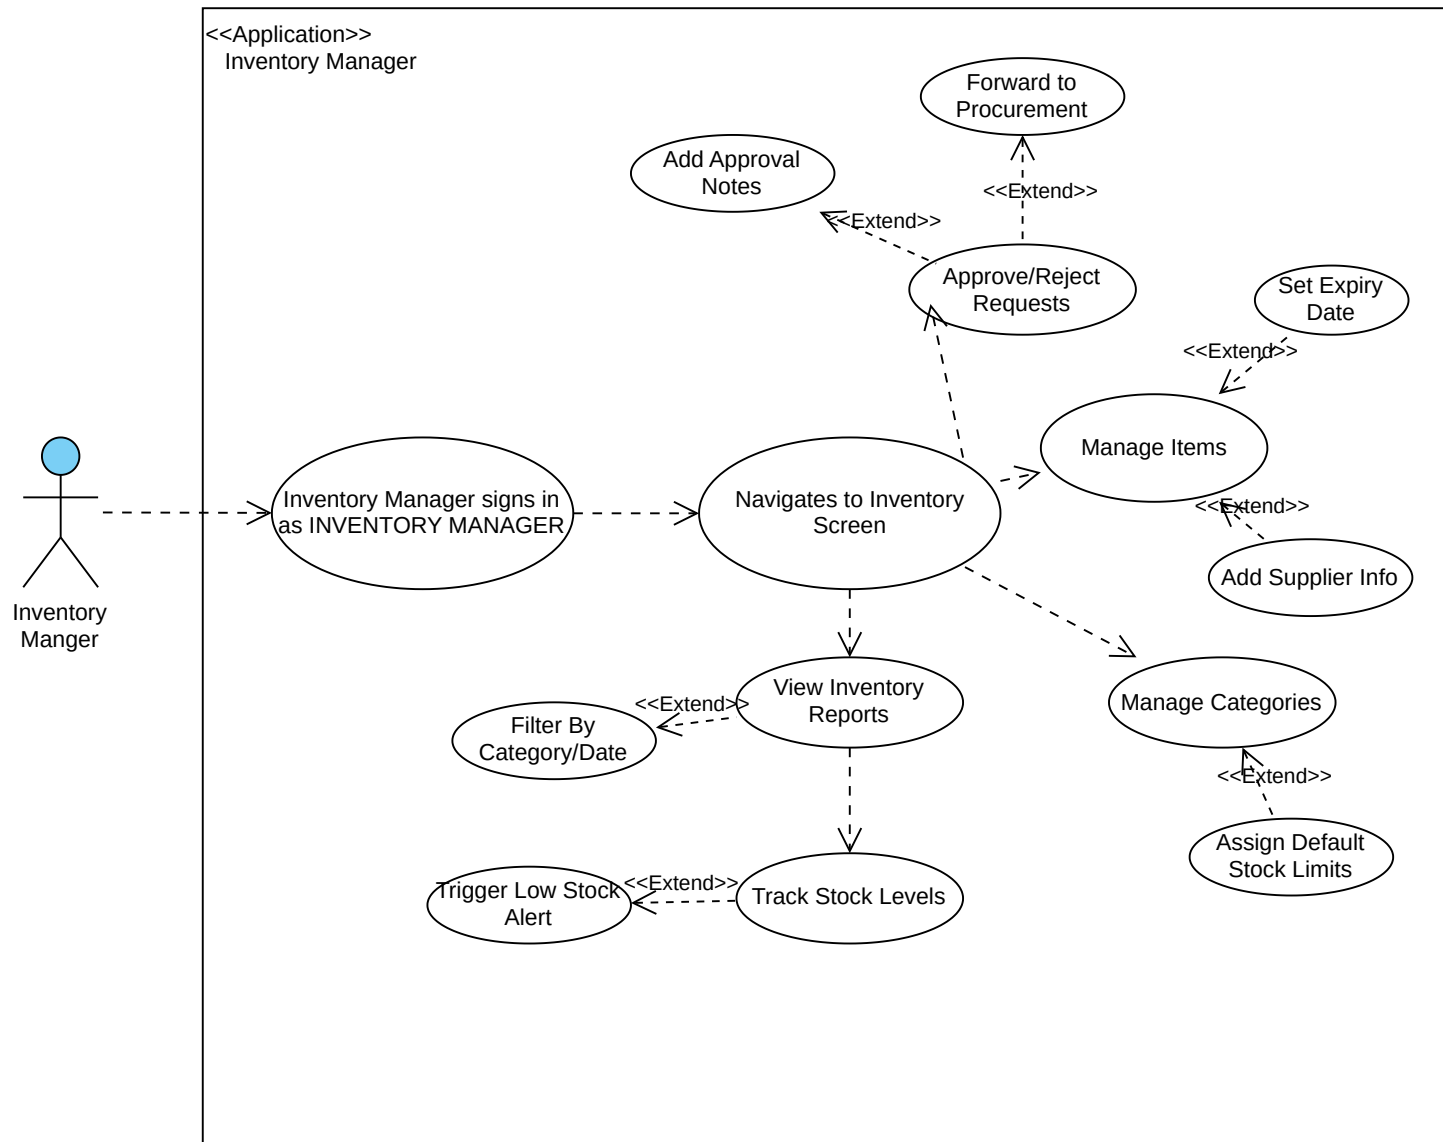 <<Application>>
Inventory Manager
Forward to
Procurement
Add Approval
Notes
<<Extend>>
<<Extend>>
Approve/Reject
Requests
Set Expiry
Date
<<Extend>>
Manage Items
Inventory Manager signs in
as INVENTORY MANAGER
Navigates to Inventory
Screen
<<Extend>>
Add Supplier Info
Inventory
Manger
View Inventory
Reports
<<Extend>>
Filter By
Category/Date
Manage Categories
<<Extend>>
Assign Default
Stock Limits
Trigger Low Stock
Alert
<<Extend>>
Track Stock Levels